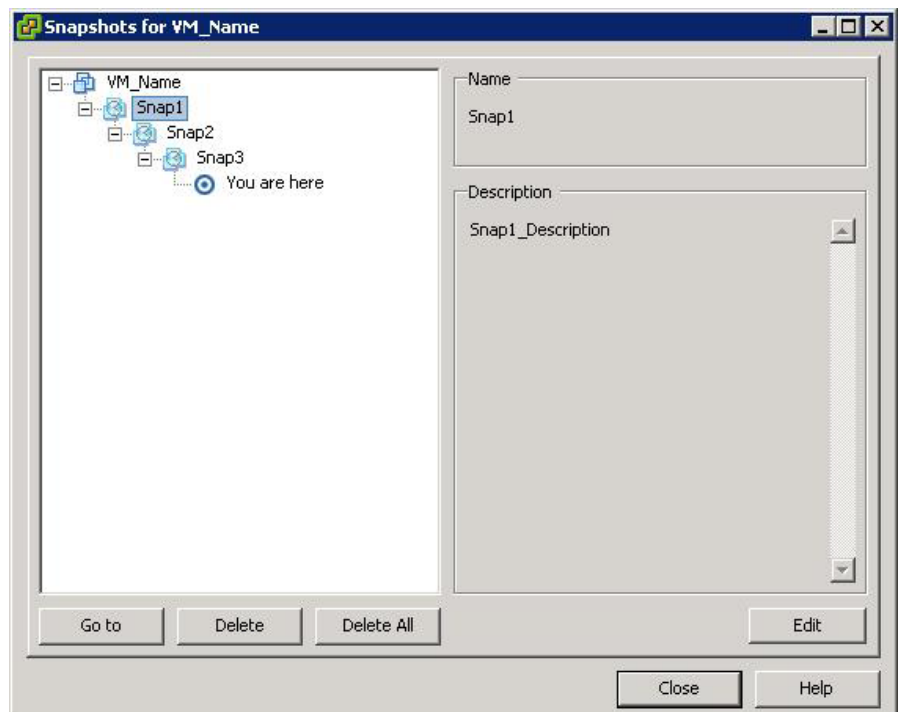 Snapshots for VM_Name
VM_Name
Snap1
Snap2
Snap3
You are here
Name
Snap1
Description
Snap1_Description
Go to
Delete
Delete All
Edit
Close
Help